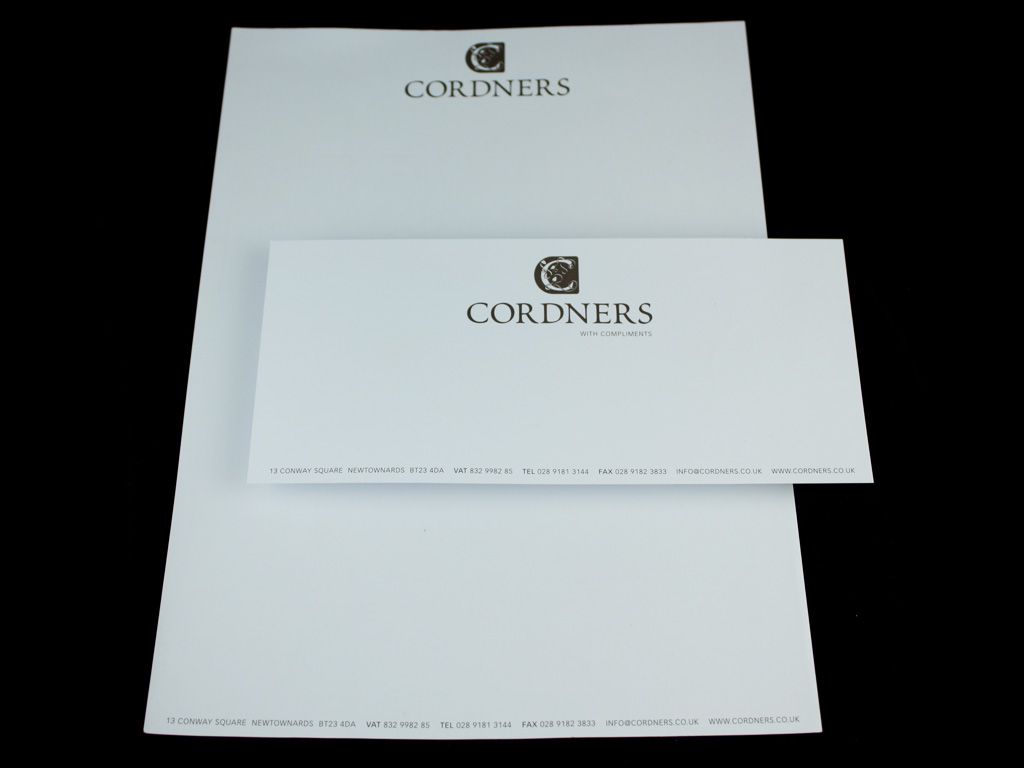 C
CORDNERS
C
CORDNERS
WITH COMPLIMENTS
13 CONWAY SQUARE NEWTOWNARDS BT23 4DA VAT 832 9982 85 TEL 028 9181 3144 FAX 028 9182 3833 INFO@CORDNERS.CO.UK WWW.CORDNERS.CO.UK
13 CONWAY SQUARE NEWTOWNARDS BT23 4DA VAT 832 9982 85 TEL 028 9181 3144 FAX 028 9182 3833 INFO@CORDNERS.CO.UK WWW.CORDNERS.CO.UK